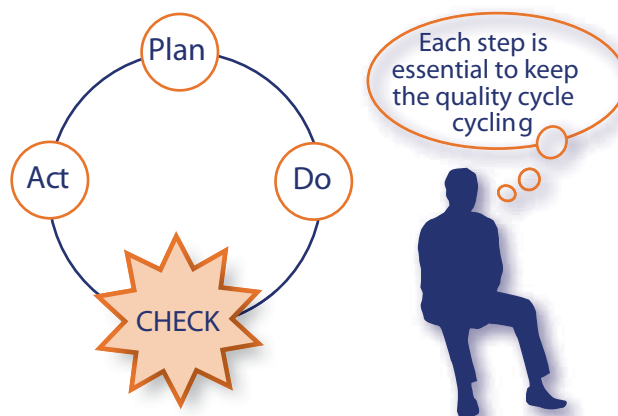 Plan
Act
Do
CHECK
Each step is
essential to keep
the quality cycle
cycling